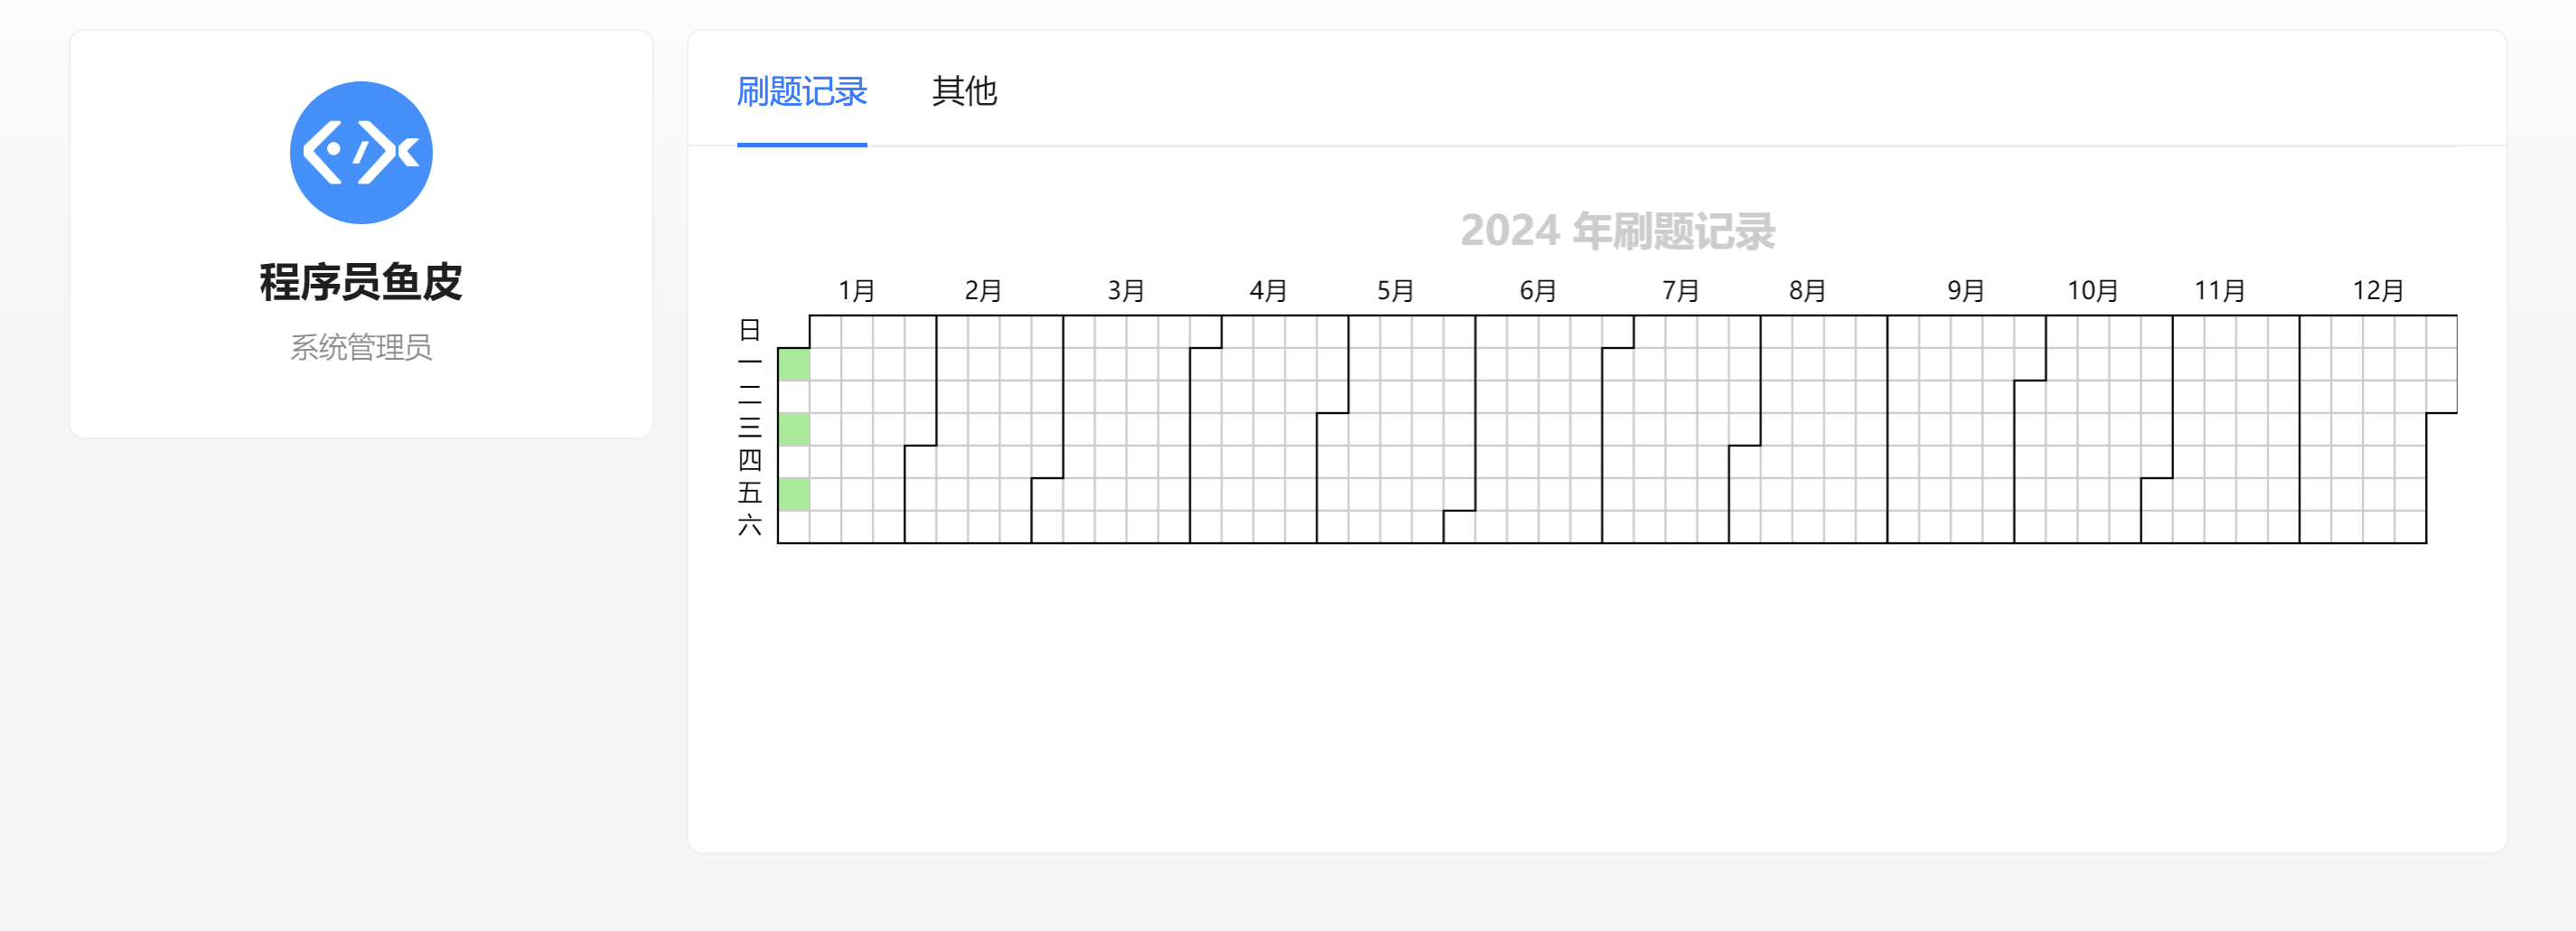 程序员鱼皮
系统管理员
刷题记录 其他
2024 年刷题记录
1月 2月 3月 4月 5月 6月 7月 8月 9月 10月 11月 12月
日
一
二
三
四
五
六